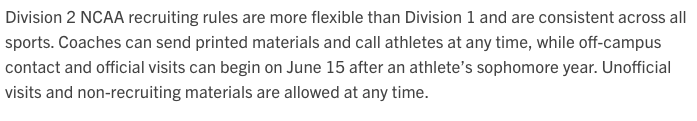 Division 2 NCAA recruiting rules are more flexible than Division 1 and are consistent across all
sports. Coaches can send printed materials and call athletes at any time, while off-campus
contact and official visits can begin on June 15 after an athlete’s sophomore year. Unofficial
visits and non-recruiting materials are allowed at any time.